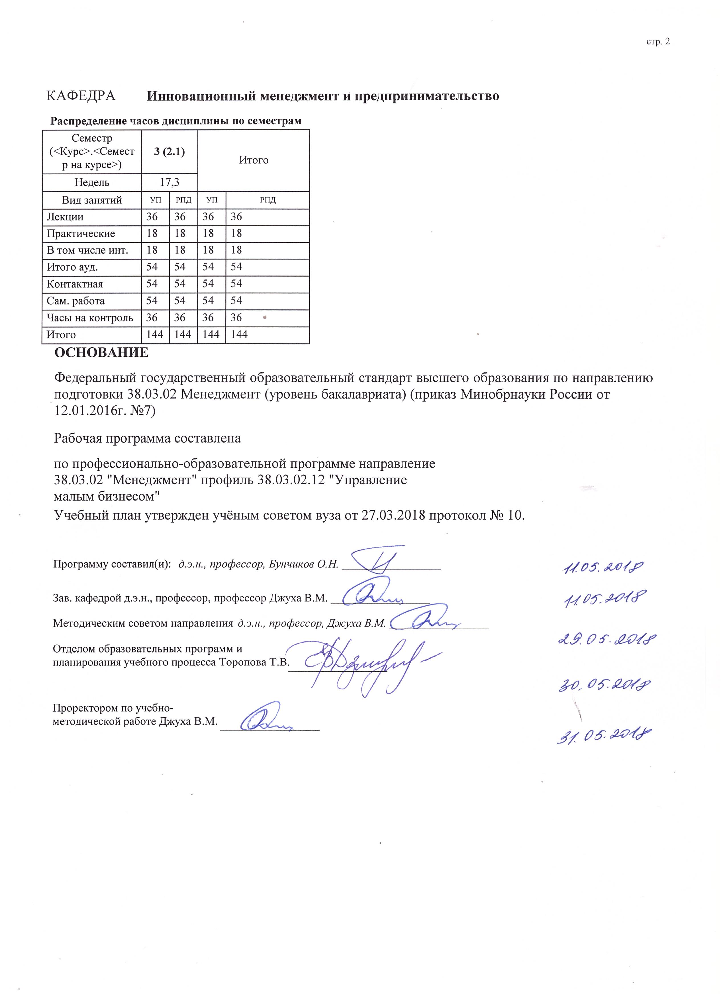 стр. 2
КАФЕДРА Инновационный менеджмент и предпринимательство
Распределение часов дисциплины по семестрам
Семестр
(<Курс>.<Семест
р на курсе>)
3 (2.1)
Итого
Недель 17,3
Вид занятий УП РПД УП РПД
Лекции 36 36 36 36
Практические 18 18 18 18
В том числе инт. 18 18 18 18
Итого ауд. 54 54 54 54
Контактная 54 54 54 54
Сам. работа 54 54 54 54
Часы на контроль 36 36 36 36
Итого 144 144 144 144
ОСНОВАНИЕ
Федеральный государственный образовательный стандарт высшего образования по направлению
подготовки 38.03.02 Менеджмент (уровень бакалавриата) (приказ Минобрнауки России от
12.01.2016г. №7)
Рабочая программа составлена
по профессионально-образовательной программе направление
38.03.02 "Менеджмент" профиль 38.03.02.12 "Управление
малым бизнесом"
Учебный план утвержден учёным советом вуза от 27.03.2018 протокол № 10.
Программу составил(и): д.э.н., профессор, Бунчиков О.Н. 11.05.2018
Зав. кафедрой д.э.н., профессор, профессор Джуха В.М. 11.05.2018
Методическим советом направления д.э.н., профессор, Джуха В.М.
29.05.2018
Отделом образовательных программ и
планирования учебного процесса Торопова Т.В.
30.05.2018
Проректором по учебно-
методической работе Джуха В.М.
31.05.2018